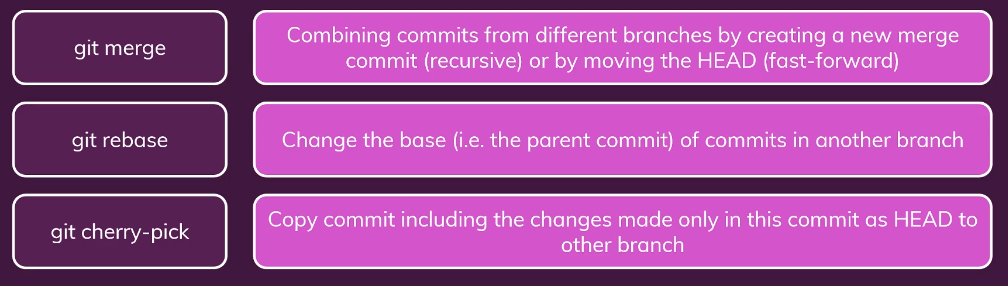 git merge
Combining commits from different branches by creating a new merge
commit (recursive) or by moving the HEAD (fast-forward)
git rebase
Change the base (i.e. the parent commit) of commits in another branch
git cherry-pick
Copy commit including the changes made only in this commit as HEAD to
other branch